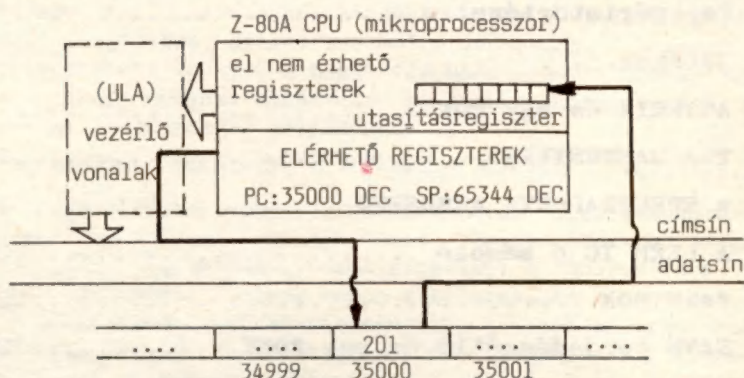 Z-80A CPU (mikroprocesszor)
el nem érhető
regiszterek
utasításregiszter
(ULA)
vezérlő
vonalak
ELÉRHETŐ REGISZTEREK
PC:35000 DEC SP:65344 DEC
címsín
adatsín
.... .... 201 .... ....
34999 35000 35001